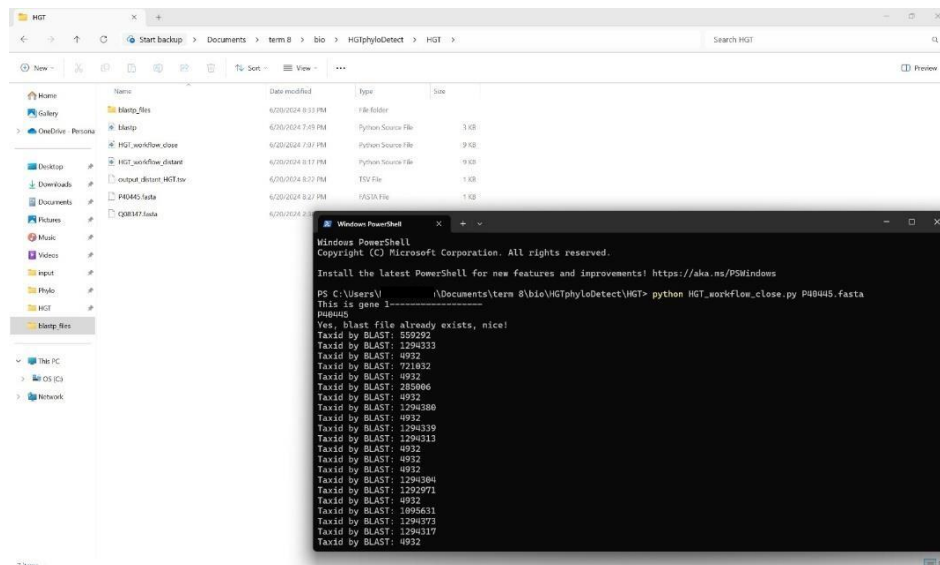 HGT
Start backup > Documents > term 8 > bio > HGTphyloDetect > HGT >
Search HGT
New
Sort
View
Preview
Name Date modified Type Size
Home
Gallery
OneDrive - Persona
Desktop
Downloads
Documents
Pictures
Music
Videos
input
Phylo
HGT
blastp_files
This PC
OS (C:)
Network
blastp_files 6/20/2024 8:33 PM File folder
blastp 6/20/2024 7:49 PM Python Source File 3 KB
HGT_workflow_close 6/20/2024 7:07 PM Python Source File 9 KB
HGT_workflow_distant 6/20/2024 8:17 PM Python Source File 9 KB
output_distant_HGT.tsv 6/20/2024 8:22 PM TSV File 1 KB
P40445.fasta 6/20/2024 8:27 PM FASTA File 1 KB
Q08347.fasta 6/20/2024
Windows PowerShell
Windows PowerShell
Copyright (C) Microsoft Corporation. All rights reserved.
Install the latest PowerShell for new features and improvements! https://aka.ms/PSWindows
PS C:\Users\ \Documents\term 8\bio\HGTphyloDetect\HGT> python HGT_workflow_close.py P40445.fasta
This is gene 1------------------
P40445
Yes, blast file already exists, nice!
Taxid by BLAST: 559292
Taxid by BLAST: 1294333
Taxid by BLAST: 4932
Taxid by BLAST: 721032
Taxid by BLAST: 4932
Taxid by BLAST: 285006
Taxid by BLAST: 4932
Taxid by BLAST: 1294380
Taxid by BLAST: 4932
Taxid by BLAST: 1294339
Taxid by BLAST: 1294313
Taxid by BLAST: 4932
Taxid by BLAST: 4932
Taxid by BLAST: 4932
Taxid by BLAST: 1294304
Taxid by BLAST: 1292971
Taxid by BLAST: 4932
Taxid by BLAST: 1095631
Taxid by BLAST: 1294373
Taxid by BLAST: 1294317
Taxid by BLAST: 4932